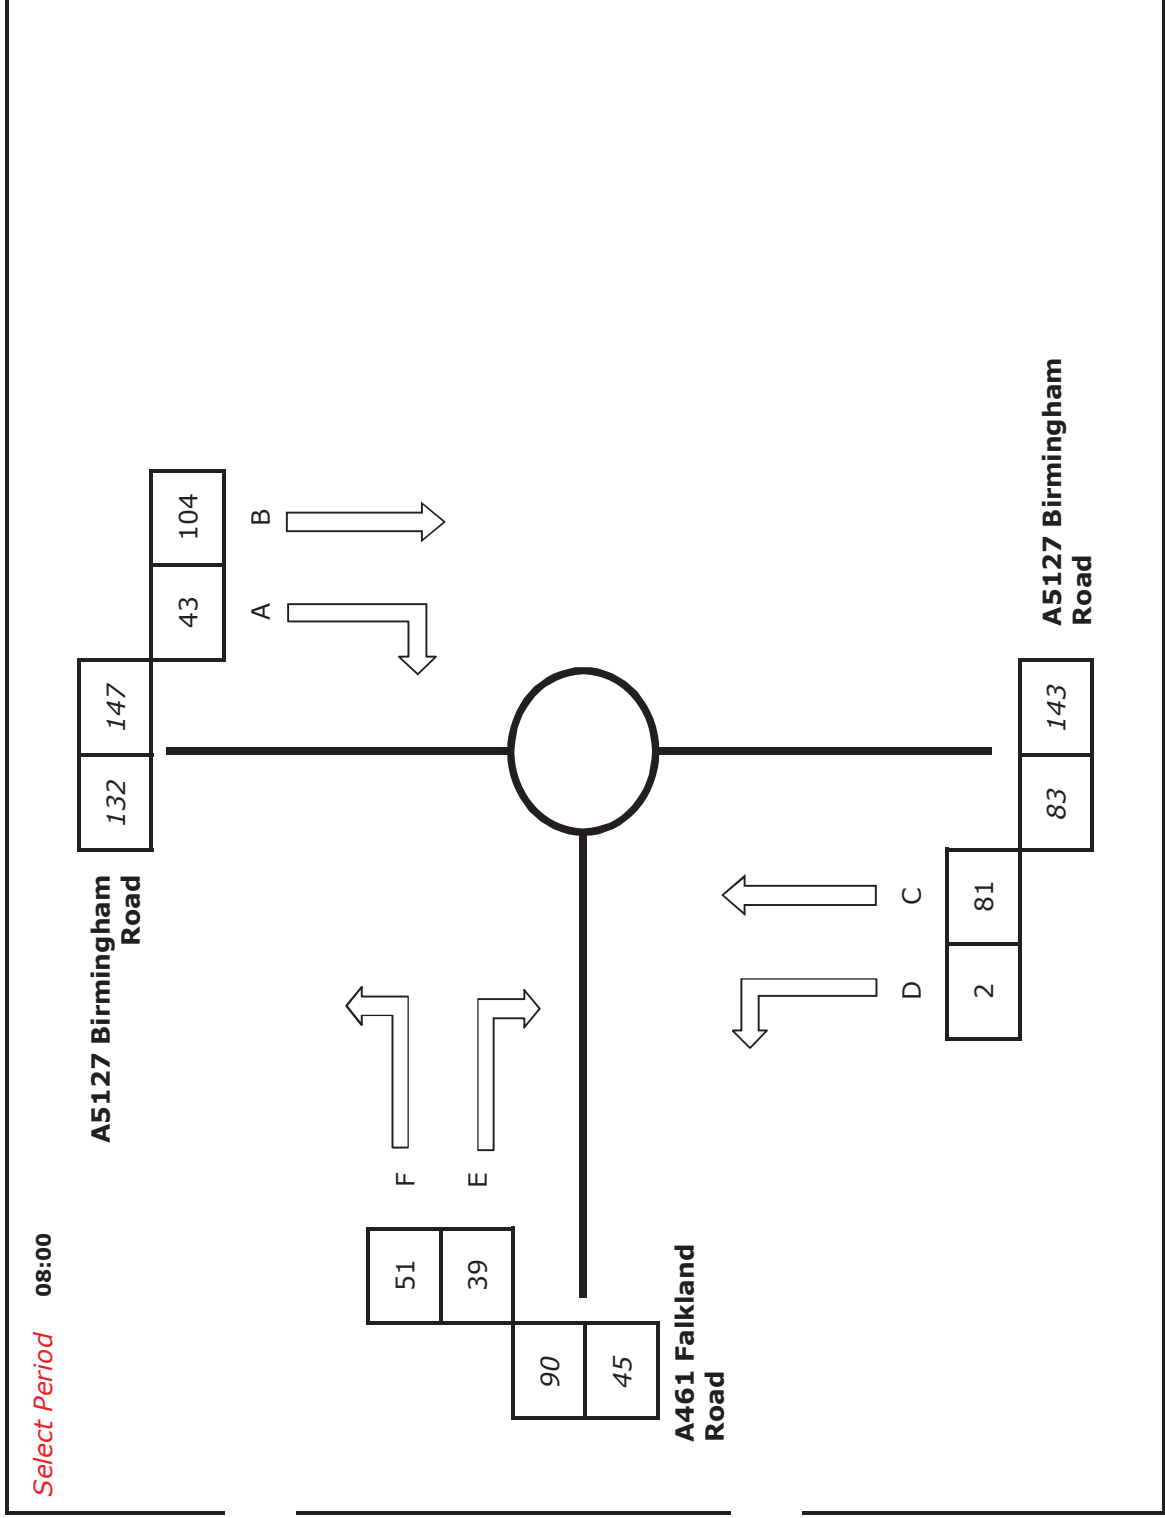 Select Period 08:00
A5127 Birmingham
Road
132
147
43
104
A
B
F
E
51
39
90
45
A461 Falkland
Road
D
C
2
81
83
143
A5127 Birmingham
Road